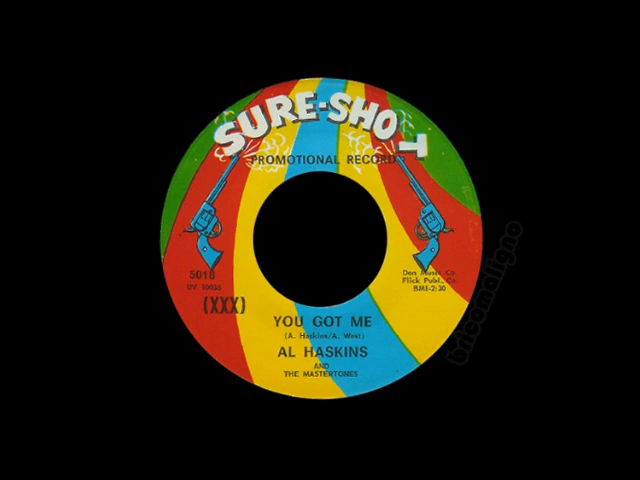 SURE-SHOT
PROMOTIONAL RECORD
5018
UV 10036
(XXX)
Don Music Co.
Flick Publ. Co.
BMI-2:30
YOU GOT ME
(A. Haskins/A. West)
AL HASKINS
AND
THE MASTERTONES
bricomaligno